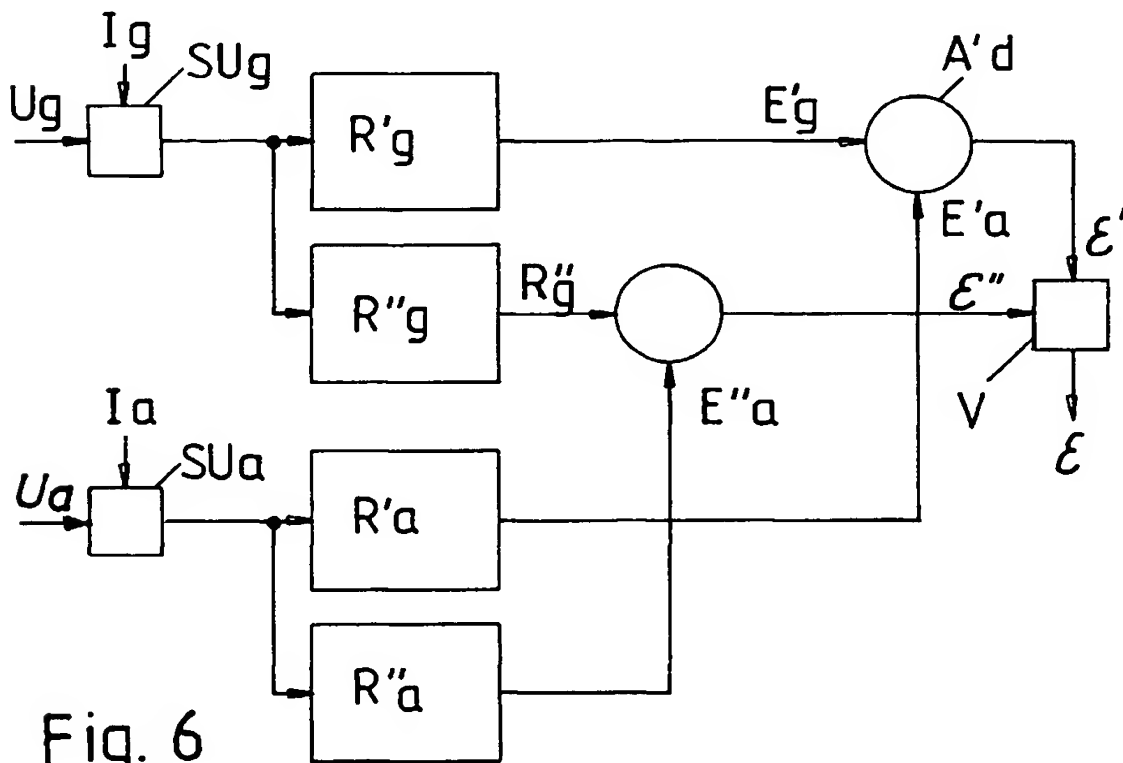 Ig
SUg
A'd
Ug
R'g
E'g
E'a
ε'
R"g
R"g
ε"
V
ε
Ia
E"a
SUa
Ua
R'a
R"a
Fig. 6